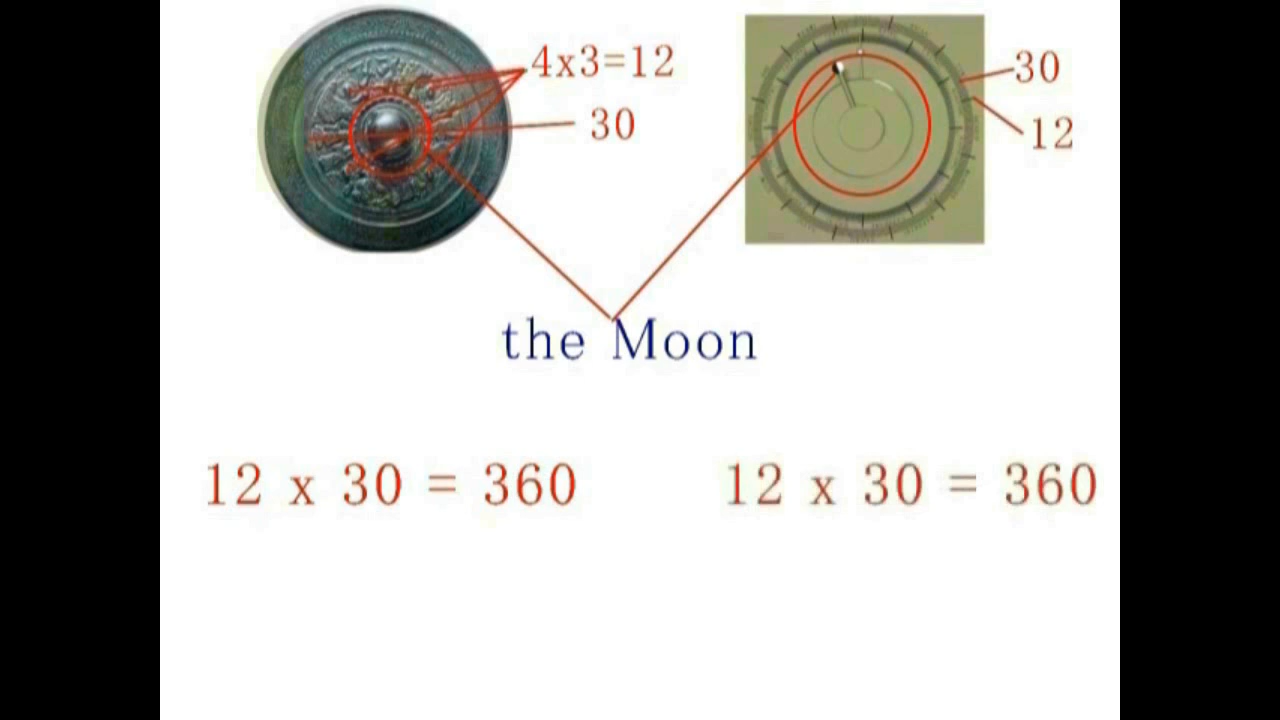 4x3=12
30
30
12
the Moon
12 x 30 = 360
12 x 30 = 360